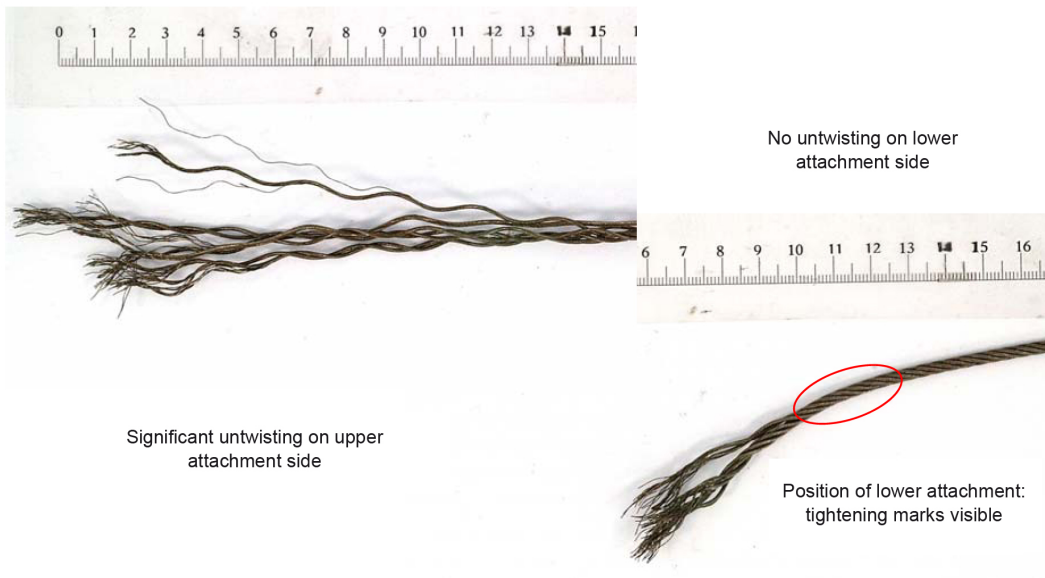 0 1 2 3 4 5 6 7 8 9 10 11 12 13 14 15
No untwisting on lower
attachment side
6 7 8 9 10 11 12 13 14 15 16
Significant untwisting on upper
attachment side
Position of lower attachment:
tightening marks visible